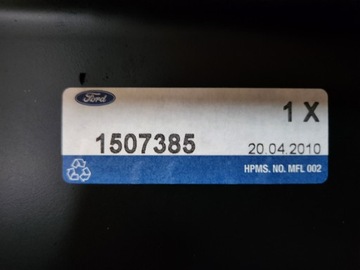 Ford
1 X
1507385
20.04.2010
HPMS. NO. MFL 002